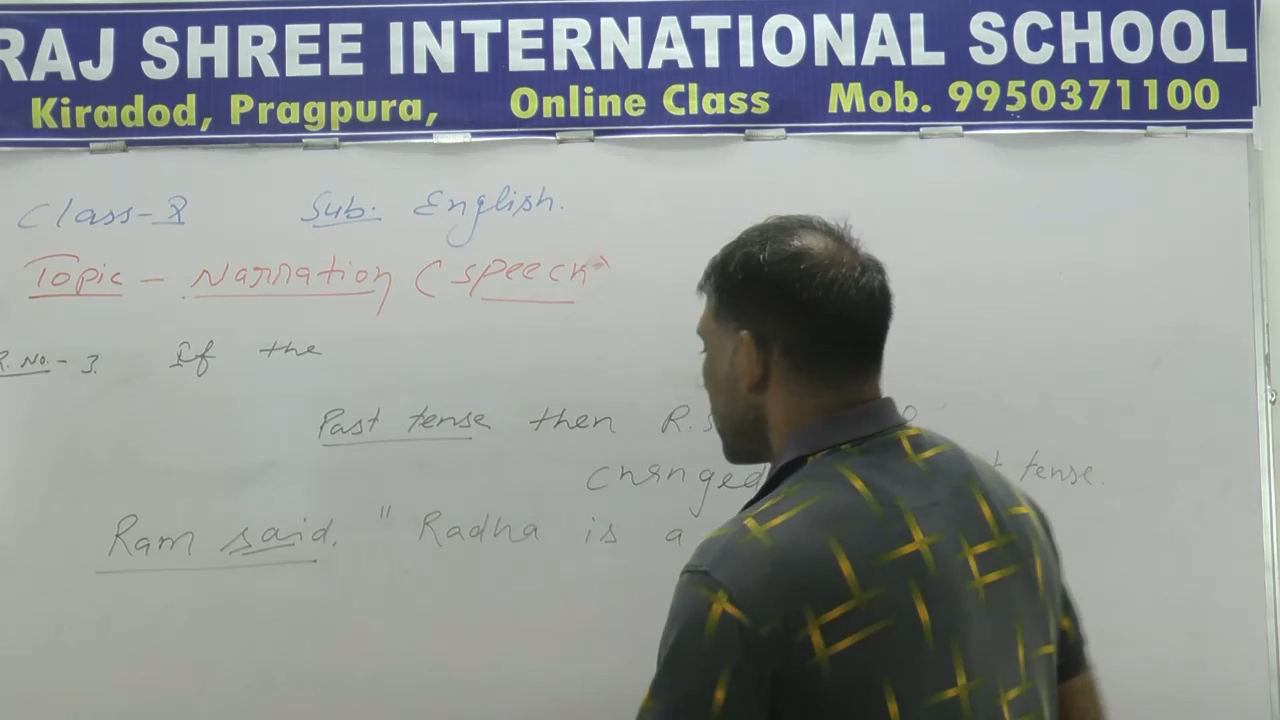 RAJ SHREE INTERNATIONAL SCHOOL
Kiradod, Pragpura, Online Class Mob. 9950371100
Class-X Sub. English.
Topic - Narration (Speech)
R. No.- 3. If the
Past tense then R.S
changed tense.
Ram said. " Radha is a